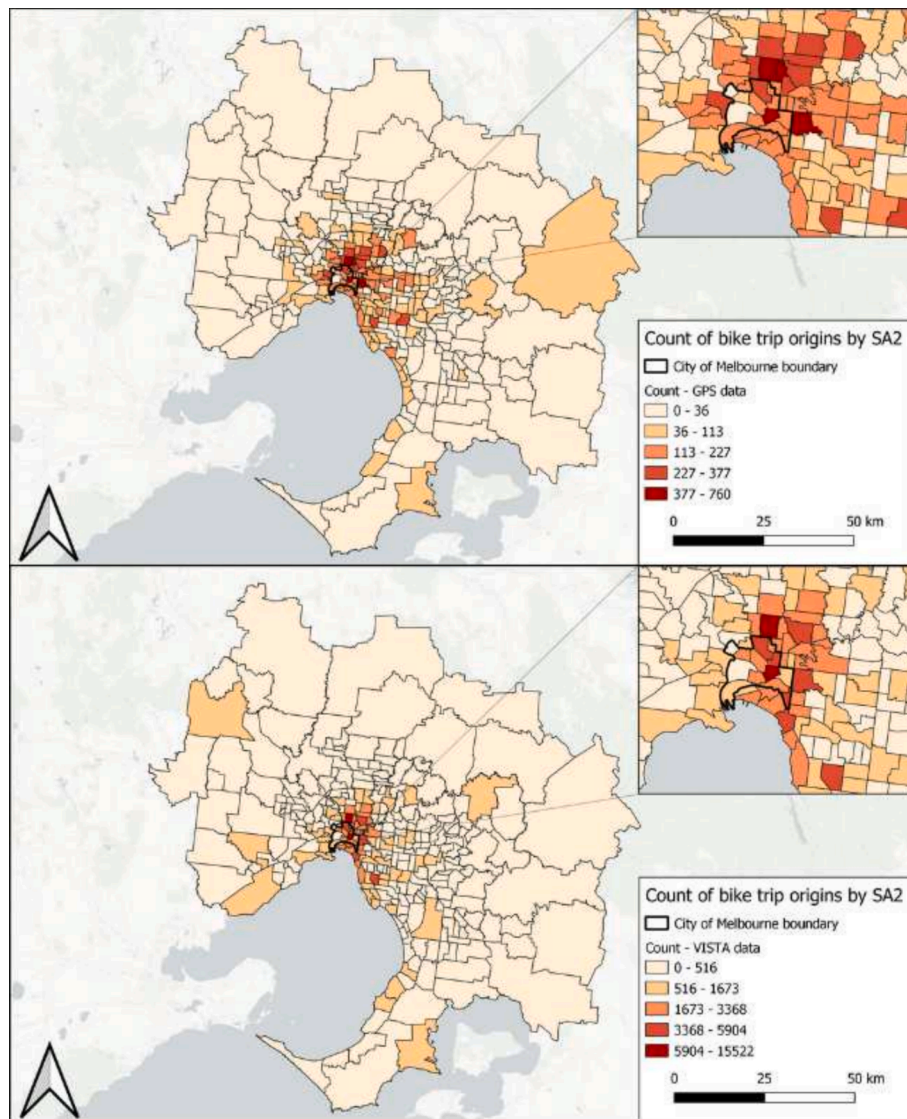 Count of bike trip origins by SA2
City of Melbourne boundary
Count - GPS data
0 - 36
36 - 113
113 - 227
227 - 377
377 - 760
0 25 50 km
Count of bike trip origins by SA2
City of Melbourne boundary
Count - VISTA data
0 - 516
516 - 1673
1673 - 3368
3368 - 5904
5904 - 15522
0 25 50 km